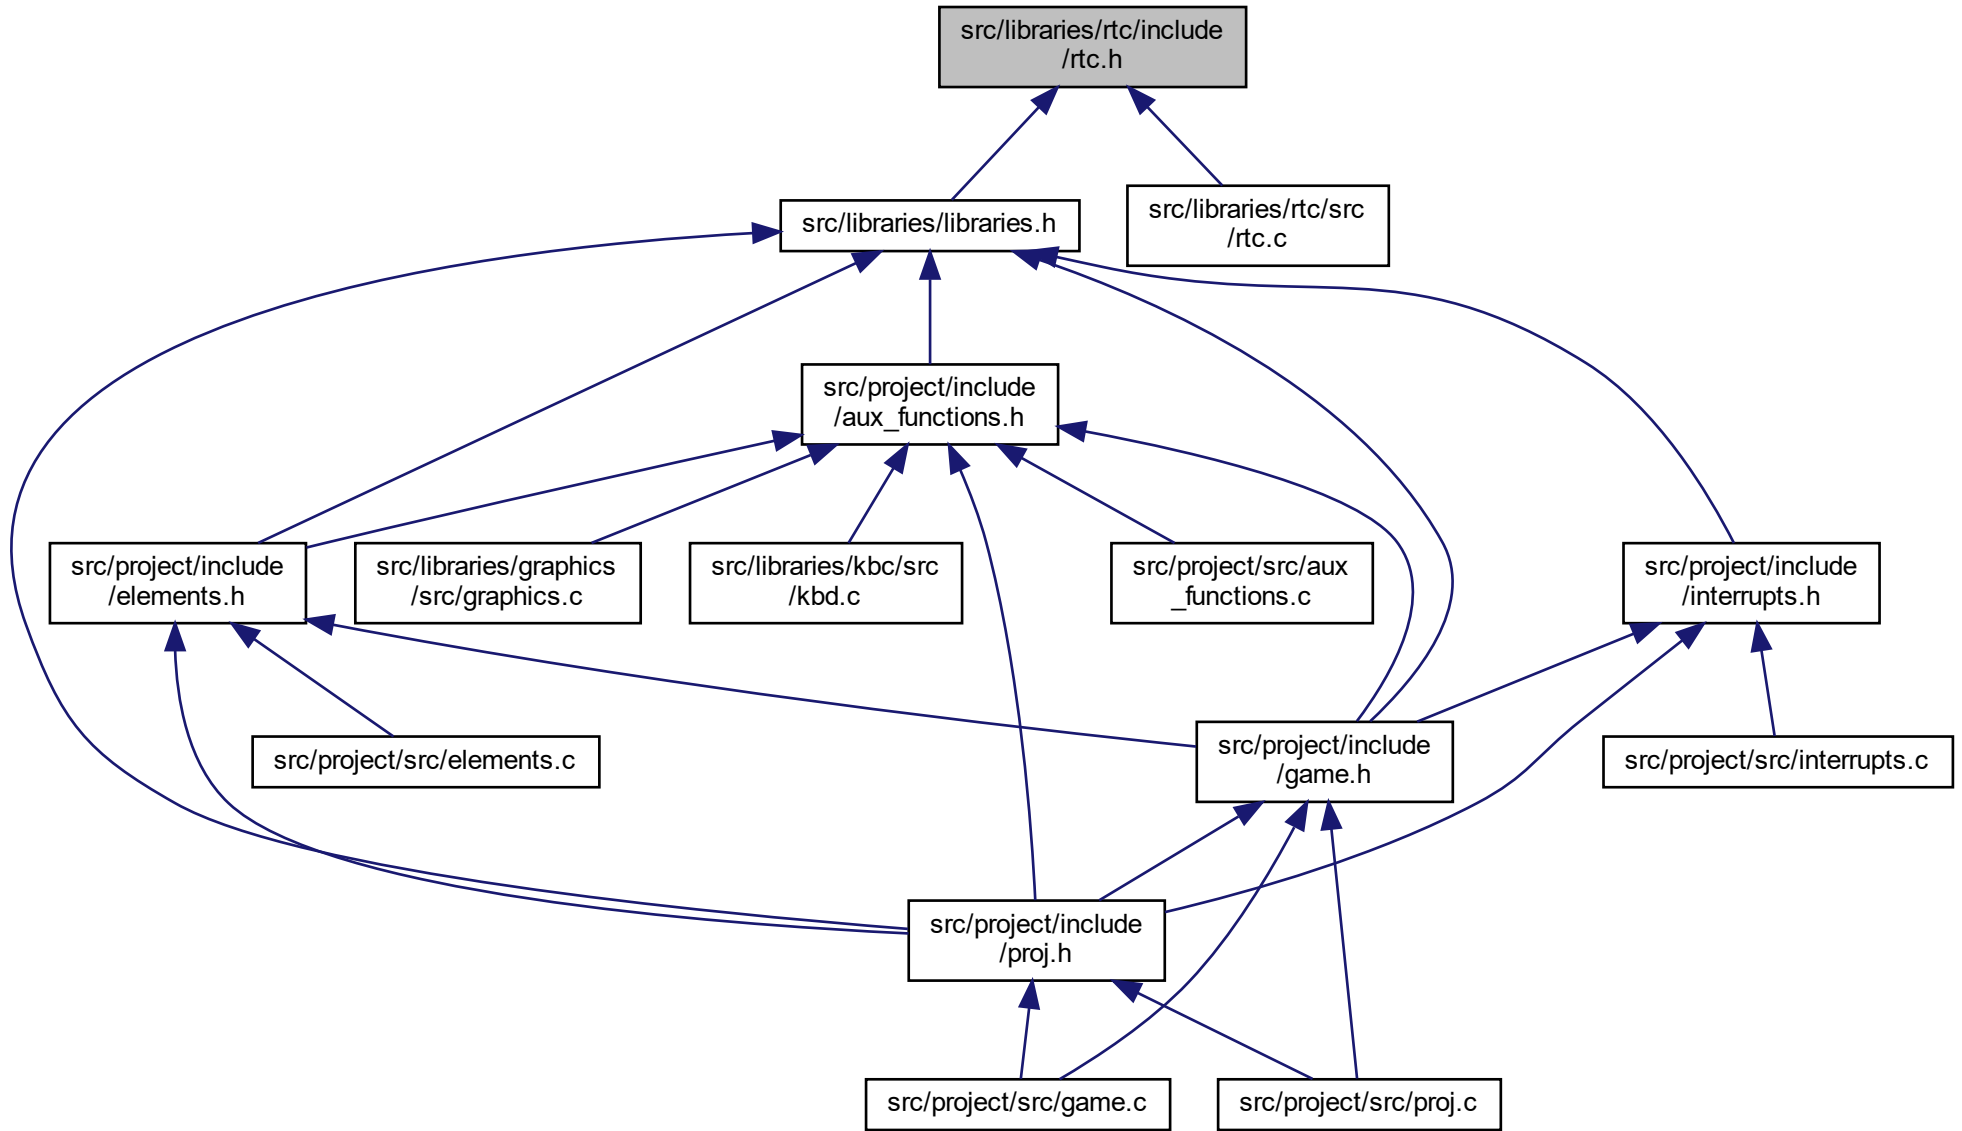 src/libraries/rtc/include
/rtc.h
src/libraries/libraries.h
src/libraries/rtc/src
/rtc.c
src/project/include
/aux_functions.h
src/project/include
/elements.h
src/libraries/graphics
/src/graphics.c
src/libraries/kbc/src
/kbd.c
src/project/src/aux
_functions.c
src/project/include
/interrupts.h
src/project/src/elements.c
src/project/include
/game.h
src/project/src/interrupts.c
src/project/include
/proj.h
src/project/src/game.c
src/project/src/proj.c